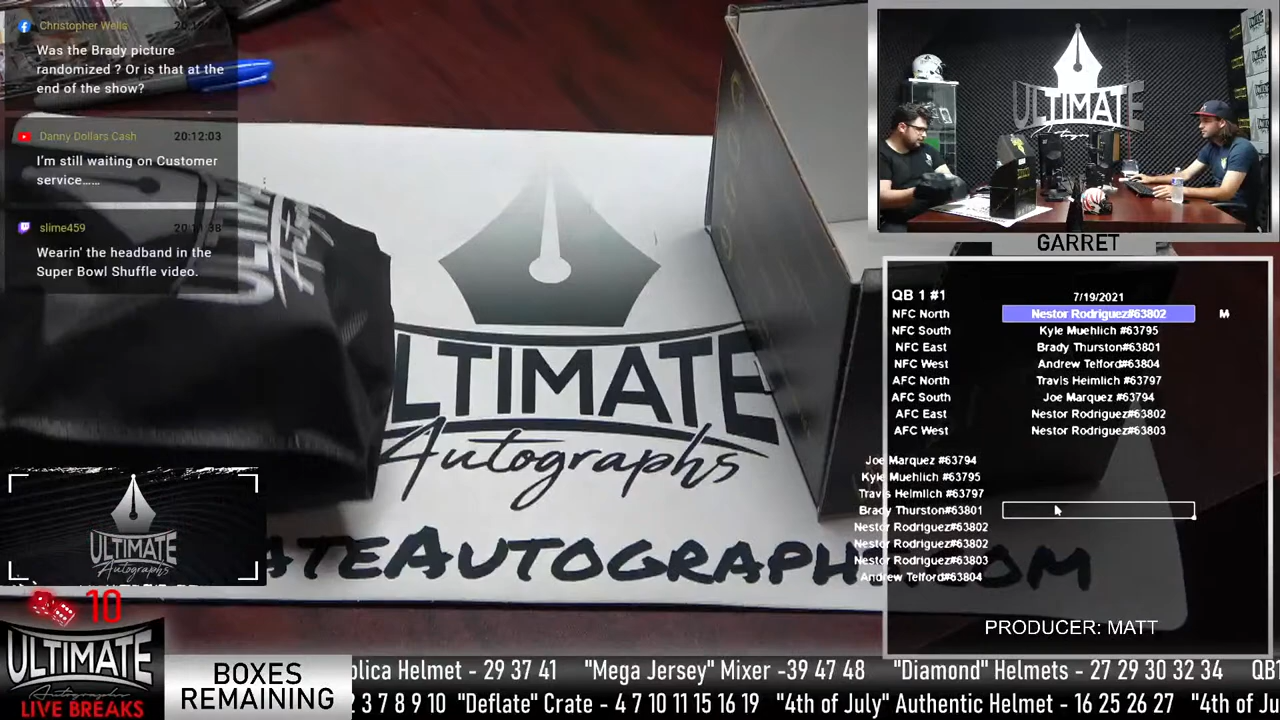 Christopher Wells
Was the Brady picture
randomized ? Or is that at the
end of the show?
Danny Dollars Cash 20:12:03
I'm still waiting on Customer
service......
slime459
Wearin' the headband in the
Super Bowl Shuffle video.
ULTIMATE
Autographs
ULTIMATE
GARRET
QB 1 #1 7/19/2021
NFC North Nestor Rodriguez#63802 M
NFC South Kyle Muehlich #63795
NFC East Brady Thurston#63801
NFC West Andrew Telford#63804
AFC North Travis Heimlich #63797
AFC South Joe Marquez #63794
AFC East Nestor Rodriguez#63802
AFC West Nestor Rodriguez#63803
Joe Marquez #63794
Kyle Muehlich #63795
Travis Heimlich #63797
Brady Thurston#63801
Nestor Rodriguez#63802
Nestor Rodriguez#63802
Nestor Rodriguez#63803
Andrew Telford#63804
LTIMATE
Autographs
ATEAUTOGRAPH .COM
ULTIMATE
Autographs
PRODUCER: MATT
10
ULTIMATE
Autographs
LIVE BREAKS
BOXES
REMAINING
plica Helmet - 29 37 41 "Mega Jersey" Mixer -39 47 48 "Diamond" Helmets - 27 29 30 32 34 QB1
2 3 7 8 9 10 "Deflate" Crate - 4 7 10 11 15 16 19 "4th of July" Authentic Helmet - 16 25 26 27 "4th of Ju